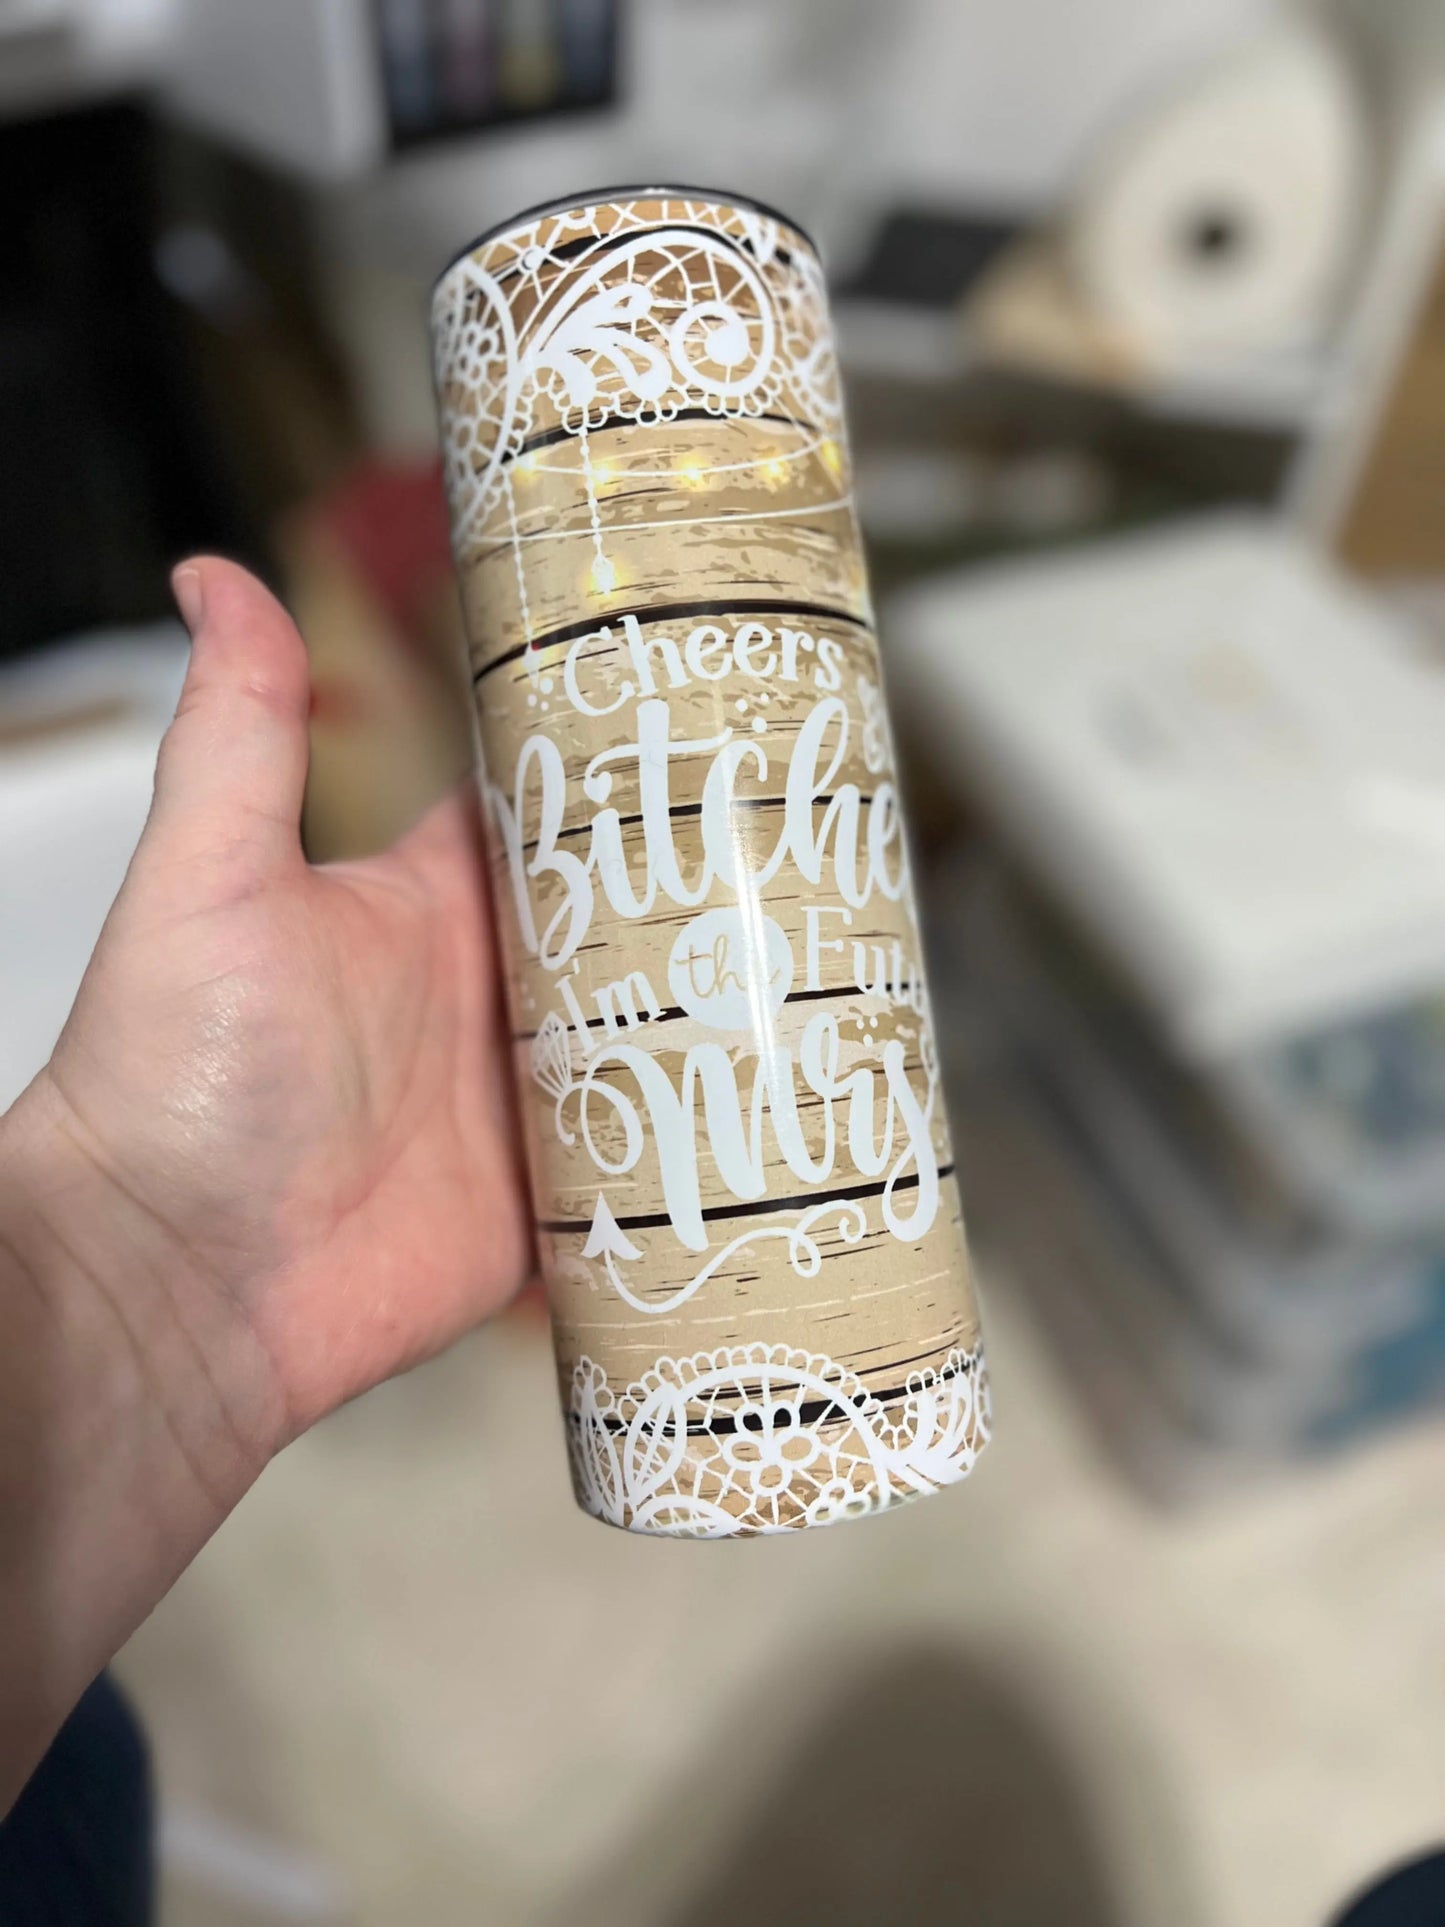 Cheers
Bitche
I'm the Futu
Mrs